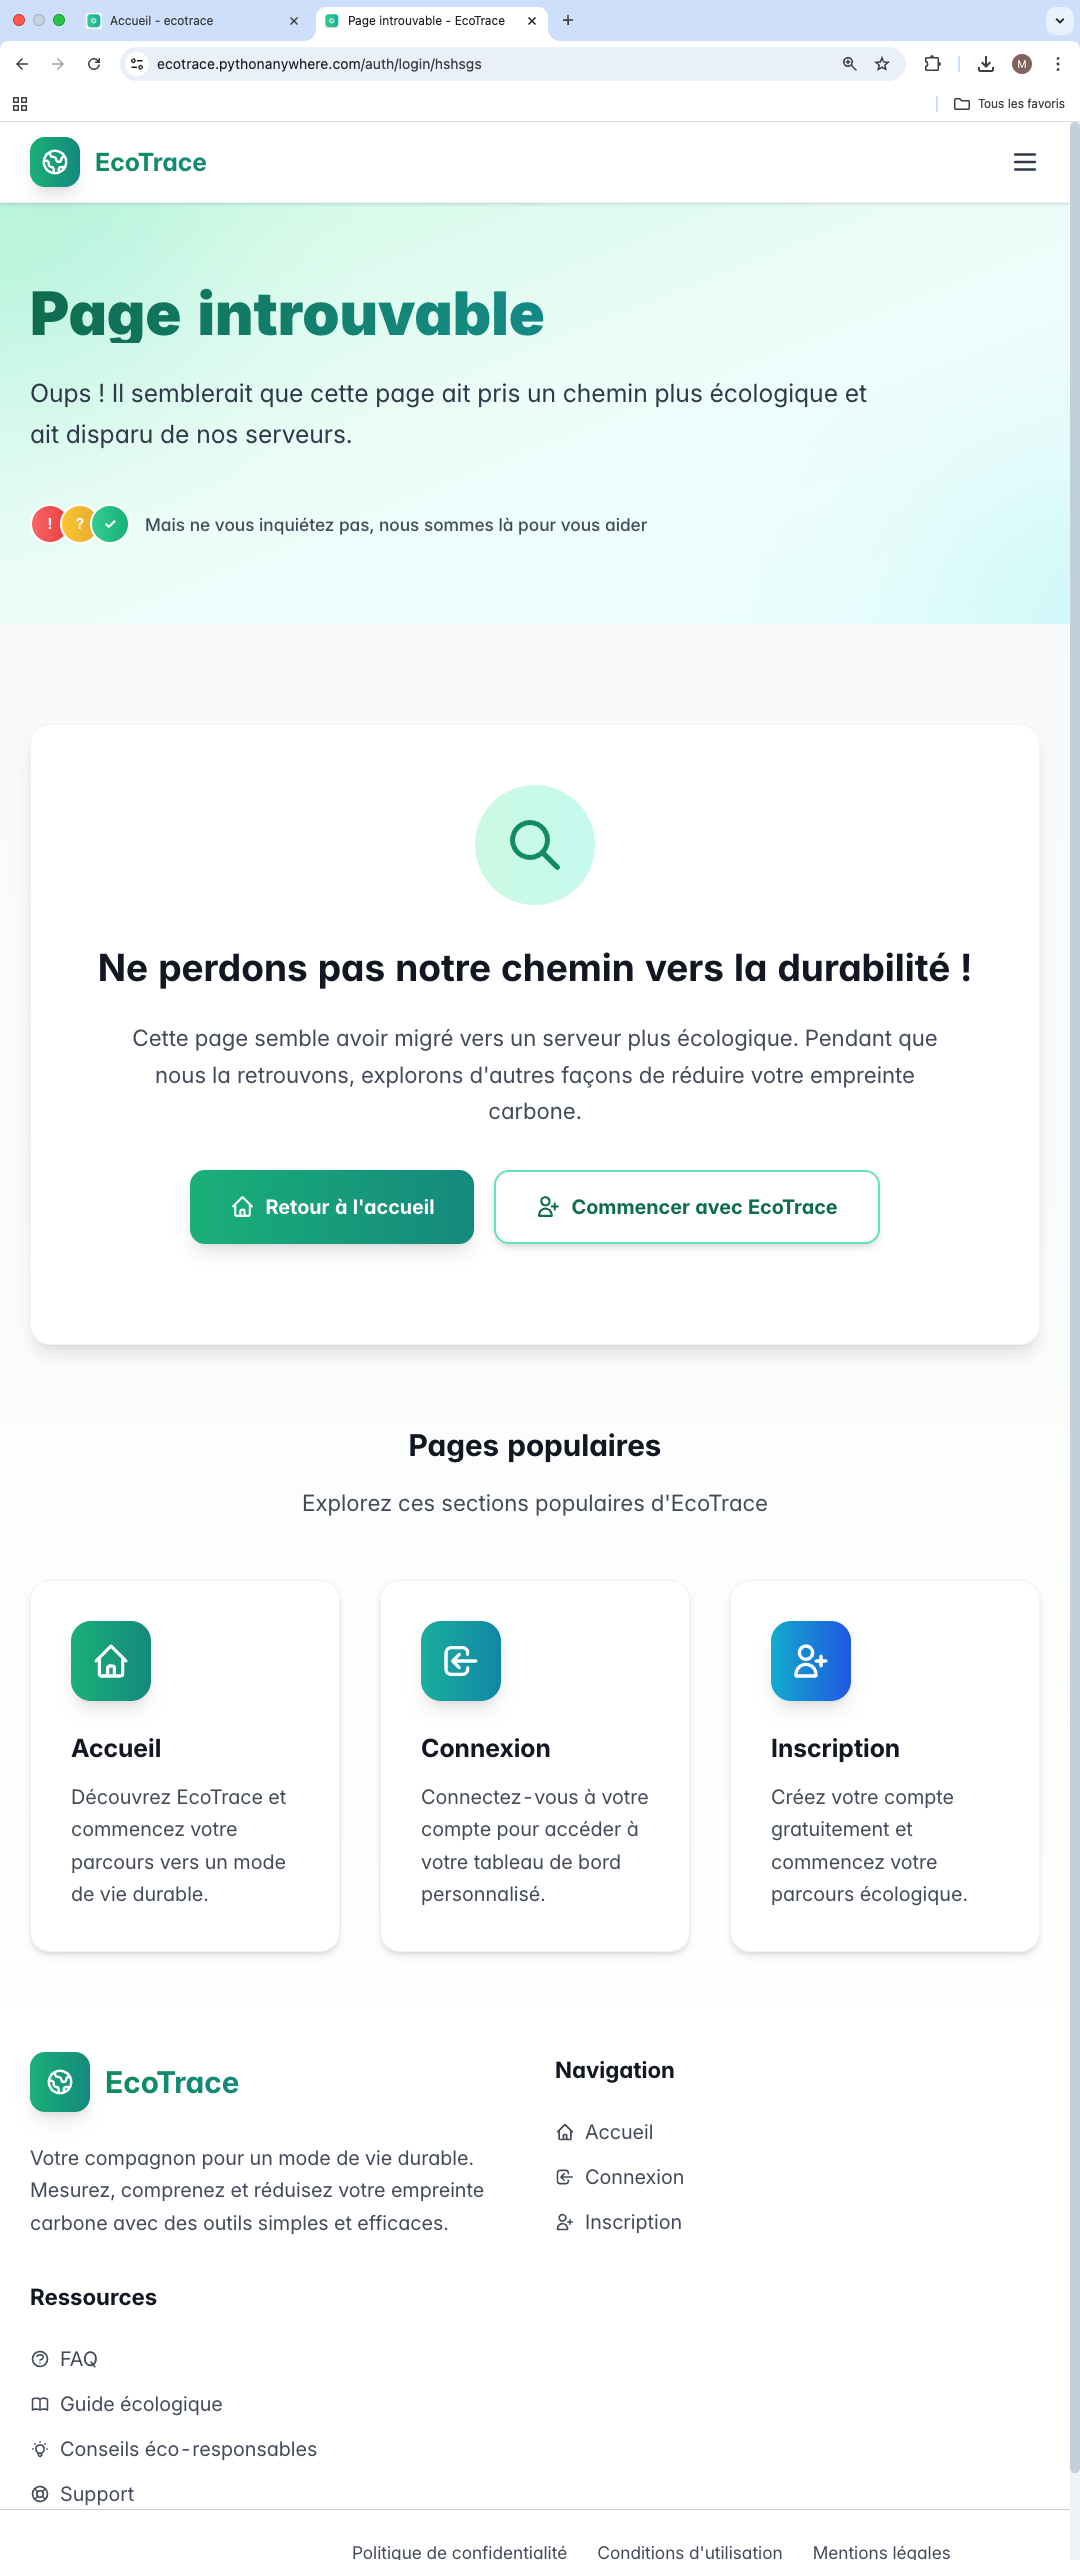 Accueil - ecotrace
Page introuvable - EcoTrace
ecotrace.pythonanywhere.com/auth/login/hshsgs
M
Tous les favoris
EcoTrace
Page introuvable
Oups ! Il semblerait que cette page ait pris un chemin plus écologique et
ait disparu de nos serveurs.
! ? Mais ne vous inquiétez pas, nous sommes là pour vous aider
Ne perdons pas notre chemin vers la durabilité !
Cette page semble avoir migré vers un serveur plus écologique. Pendant que
nous la retrouvons, explorons d'autres façons de réduire votre empreinte
carbone.
Retour à l'accueil
Commencer avec EcoTrace
Pages populaires
Explorez ces sections populaires d'EcoTrace
Accueil
Découvrez EcoTrace et
commencez votre
parcours vers un mode
de vie durable.
Connexion
Connectez-vous à votre
compte pour accéder à
votre tableau de bord
personnalisé.
Inscription
Créez votre compte
gratuitement et
commencez votre
parcours écologique.
EcoTrace
Votre compagnon pour un mode de vie durable.
Mesurez, comprenez et réduisez votre empreinte
carbone avec des outils simples et efficaces.
Navigation
Accueil
Connexion
Inscription
Ressources
FAQ
Guide écologique
Conseils éco-responsables
Support
Politique de confidentialité
Conditions d'utilisation
Mentions légales